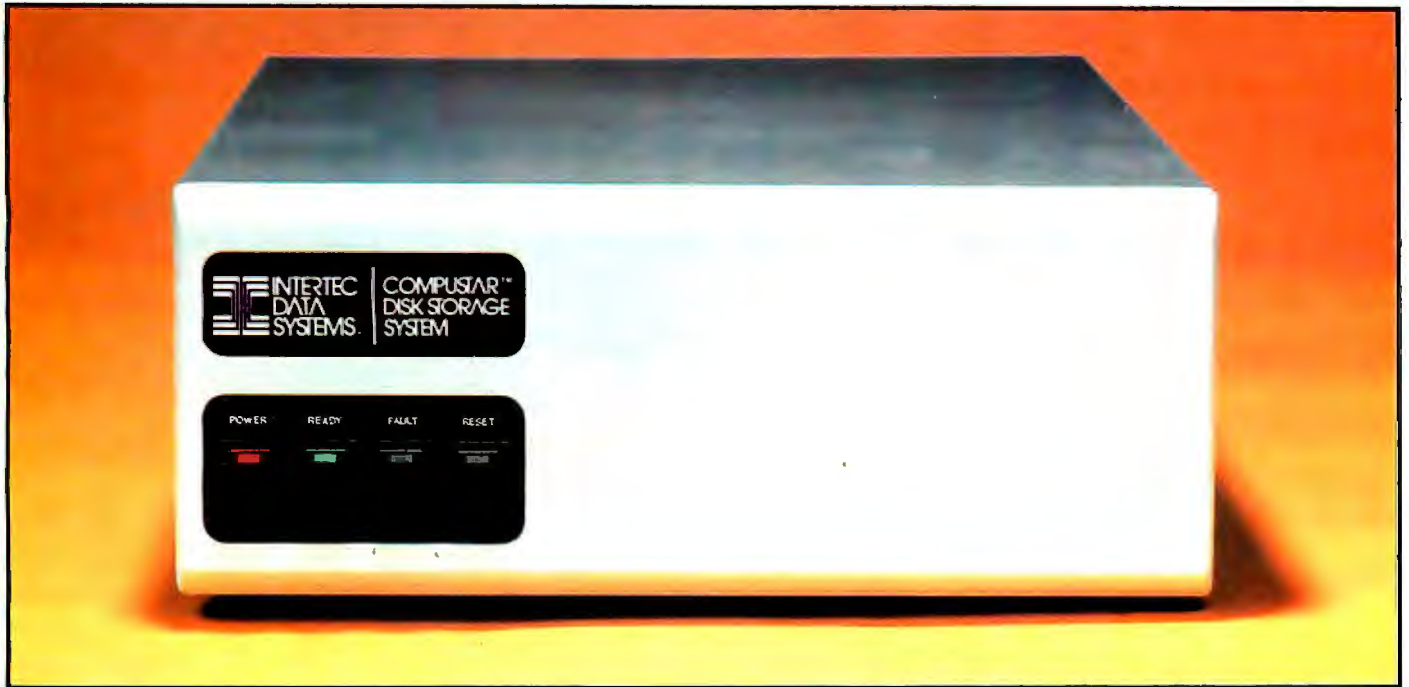 INTERTEC
DATA
SYSTEMS.
COMPUSTAR™
DISK STORAGE
SYSTEM
POWER READY FAULT RESET